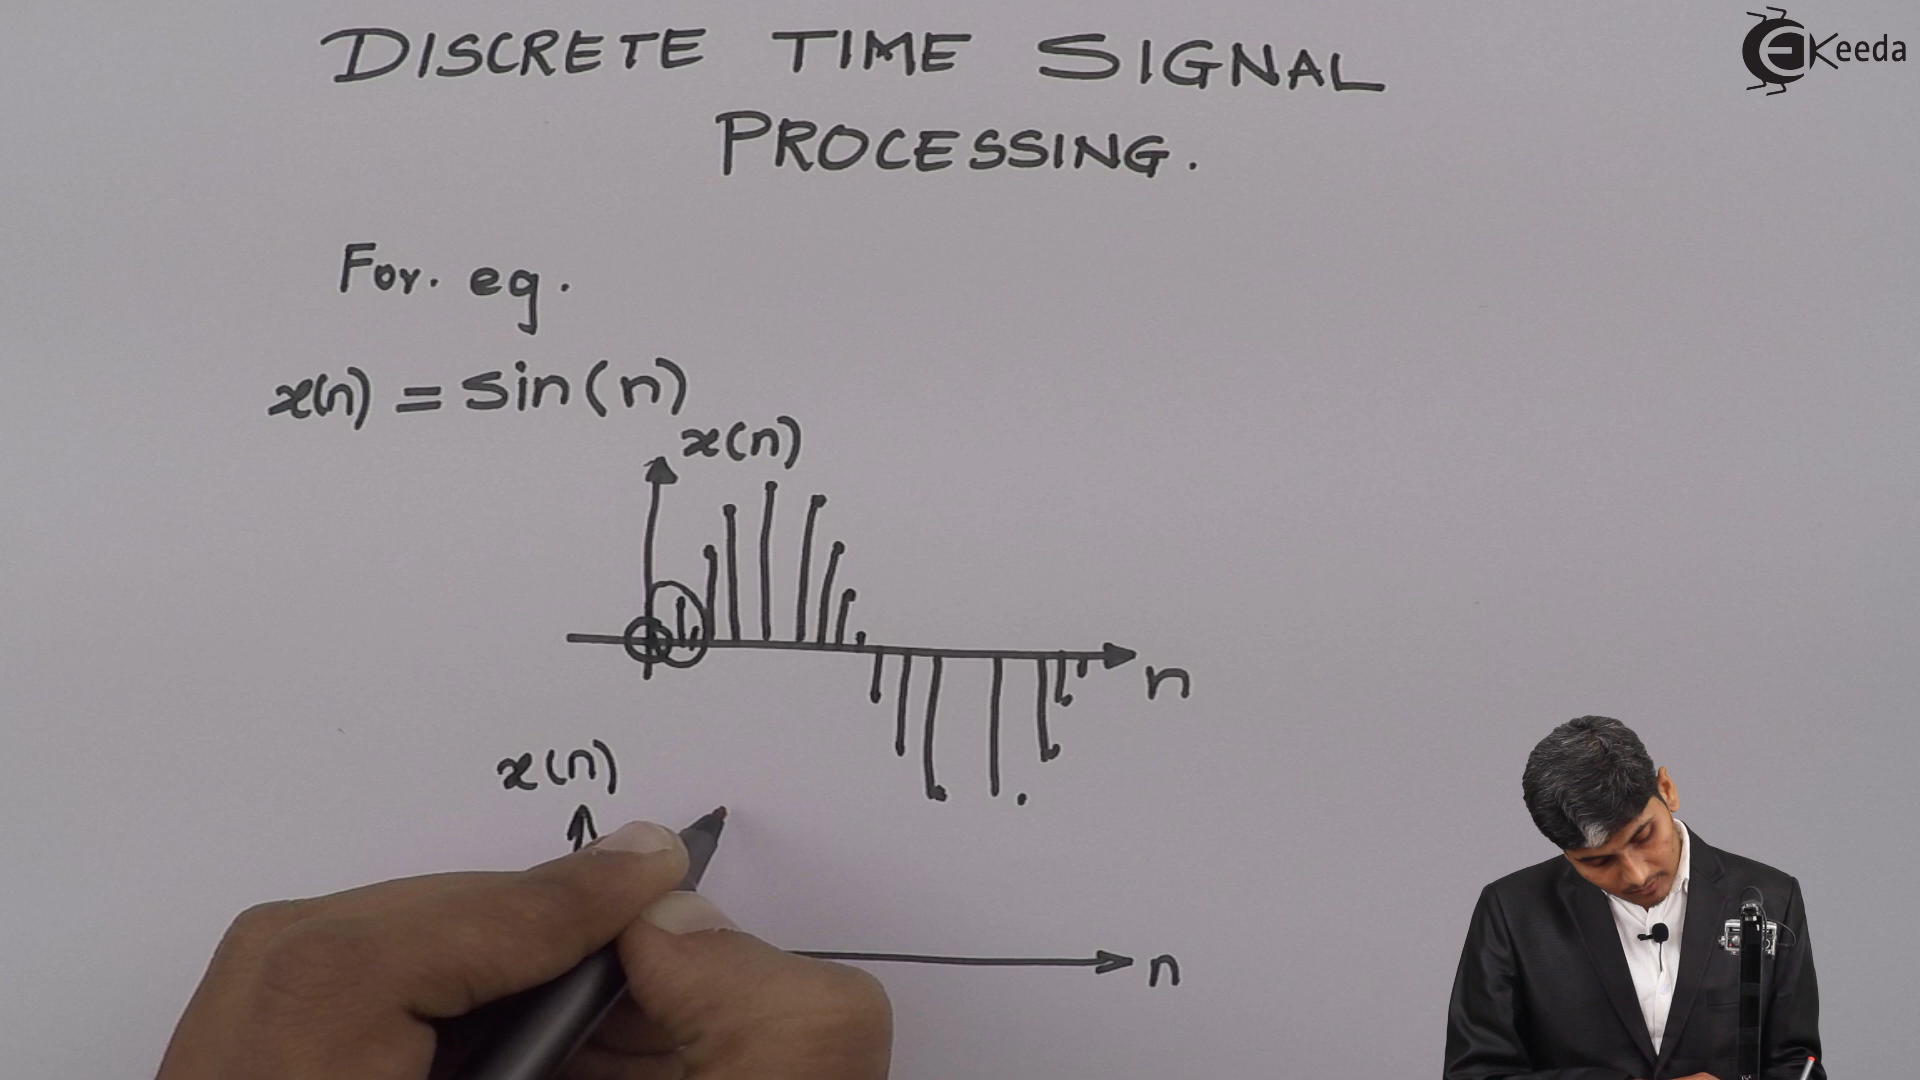 DISCRETE TIME SIGNAL
PROCESSING.
Keeda
For. eg.
x(n) = sin(n)
x(n)
n
x(n)
n